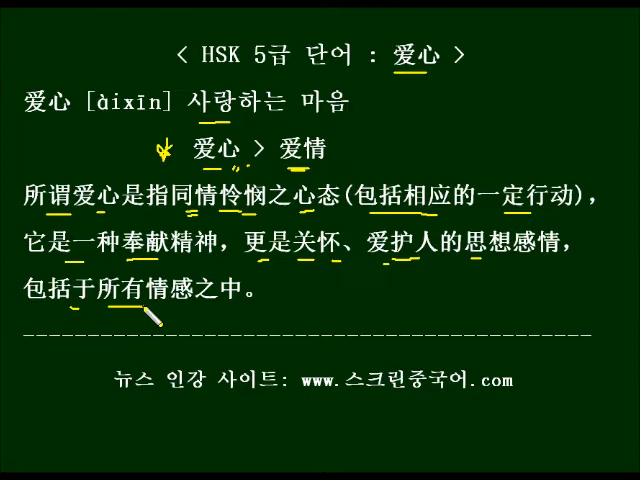 < HSK 5급 단어 : 爱心 >
爱心 [àixīn] 사랑하는 마음
爱心 > 爱情
所谓爱心是指同情怜悯之心态(包括相应的一定行动),
它是一种奉献精神，更是关怀、爱护人的思想感情，
包括于所有情感之中。
------------------------------------------------
뉴스 인강 사이트: www.스크린중국어.com